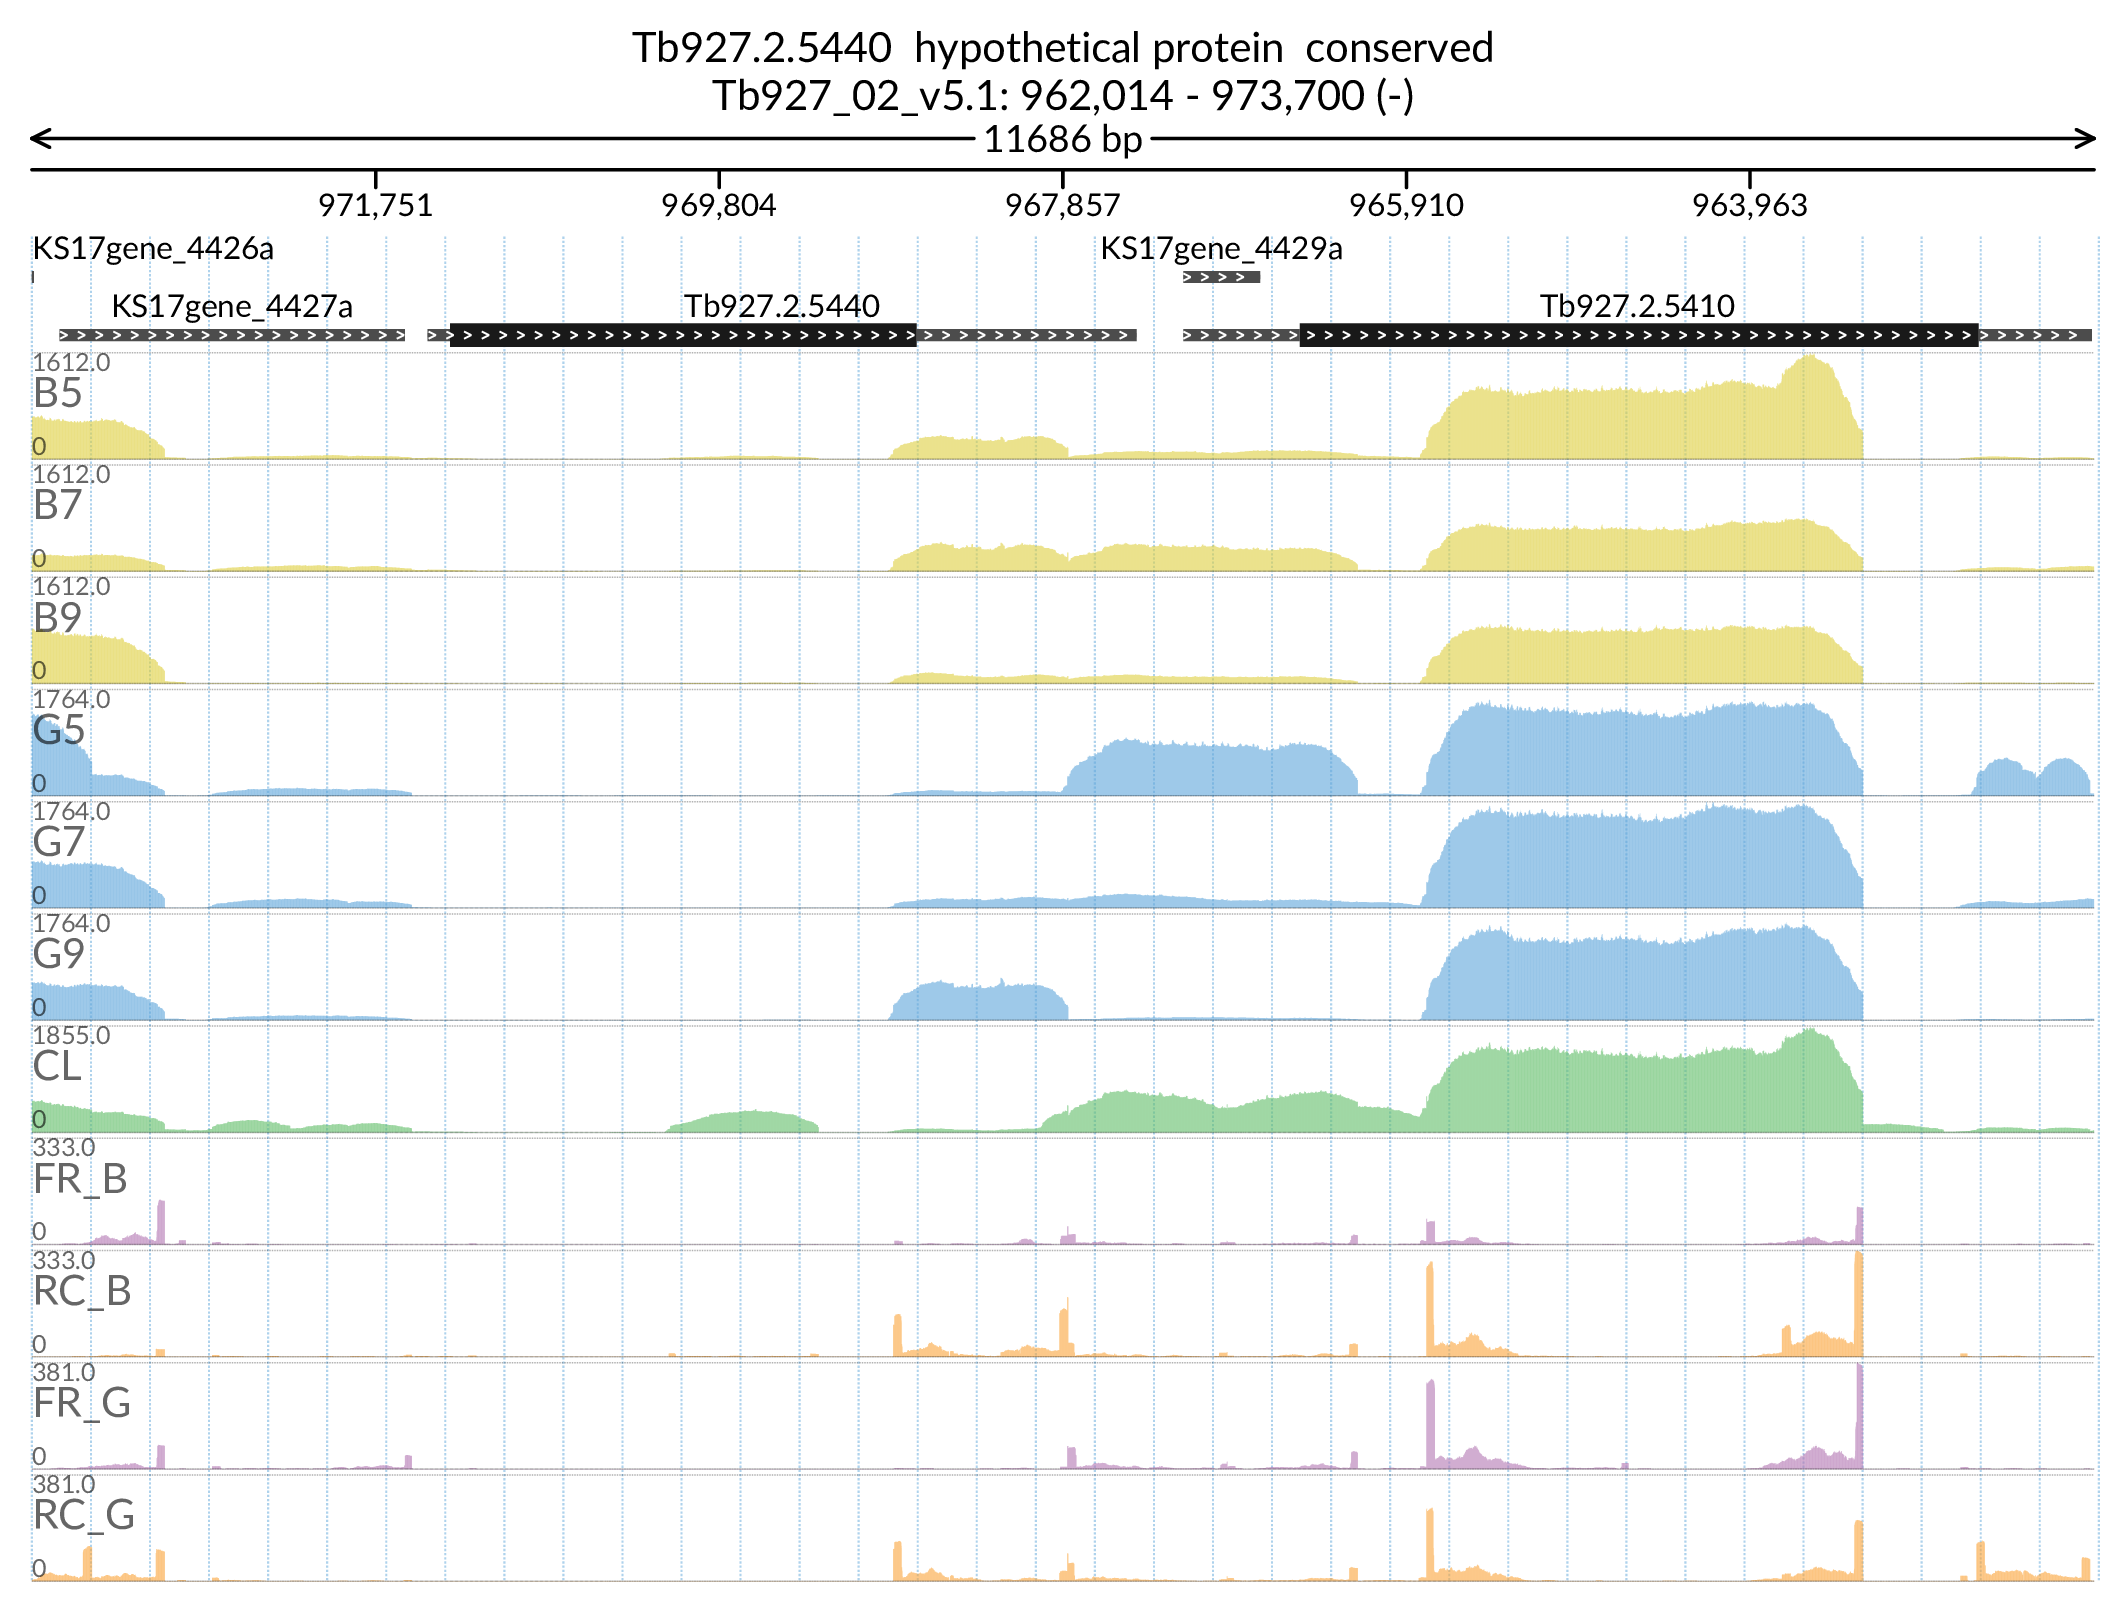 Tb927.2.5440  hypothetical protein  conserved
Tb927_02_v5.1: 962,014 - 973,700 (-)
11686 bp
971,751 969,804 967,857 965,910 963,963
KS17gene_4426a KS17gene_4429a
KS17gene_4427a Tb927.2.5440 Tb927.2.5410
1612.0
B5
0
1612.0
B7
0
1612.0
B9
0
1764.0
G5
0
1764.0
G7
0
1764.0
G9
0
1855.0
CL
0
333.0
FR_B
0
333.0
RC_B
0
381.0
FR_G
0
381.0
RC_G
0